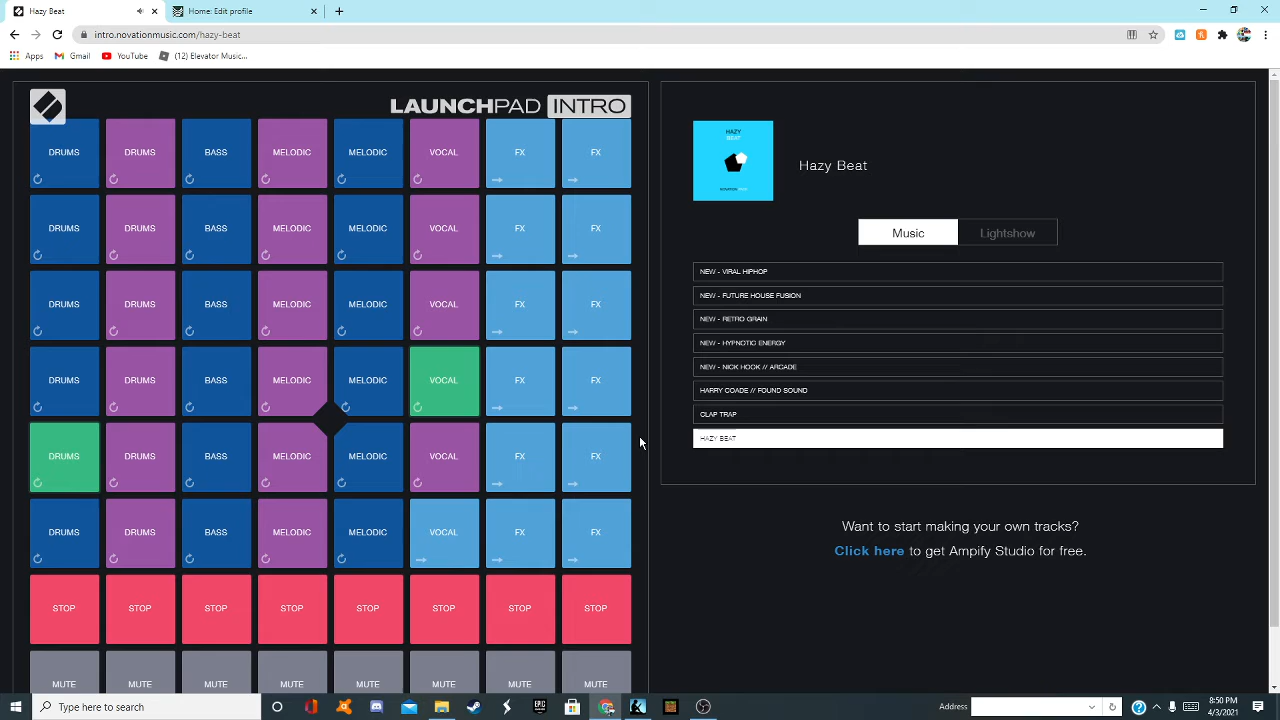 Hazy Beat
Home: Edit profile
intro.novationmusic.com/hazy-beat
Apps
Gmail
YouTube
(12) Elevator Music...
LAUNCHPAD INTRO
DRUMS DRUMS BASS MELODIC MELODIC VOCAL FX FX
DRUMS DRUMS BASS MELODIC MELODIC VOCAL FX FX
DRUMS DRUMS BASS MELODIC MELODIC VOCAL FX FX
DRUMS DRUMS BASS MELODIC MELODIC VOCAL FX FX
DRUMS DRUMS BASS MELODIC MELODIC VOCAL FX FX
DRUMS DRUMS BASS MELODIC MELODIC VOCAL FX FX
STOP STOP STOP STOP STOP STOP STOP STOP
MUTE MUTE MUTE MUTE MUTE MUTE MUTE MUTE
HAZY
BEAT
Hazy Beat
Music
Lightshow
NEW - VIRAL HIPHOP
NEW - FUTURE HOUSE FUSION
NEW - RETRO GRAIN
NEW - HYPNOTIC ENERGY
NEW - NICK HOOK // ARCADE
HARRY COADE // FOUND SOUND
CLAP TRAP
HAZY BEAT
Want to start making your own tracks?
Click here to get Ampify Studio for free.
Type here to search
EPIC
Address
8:50 PM
4/3/2021